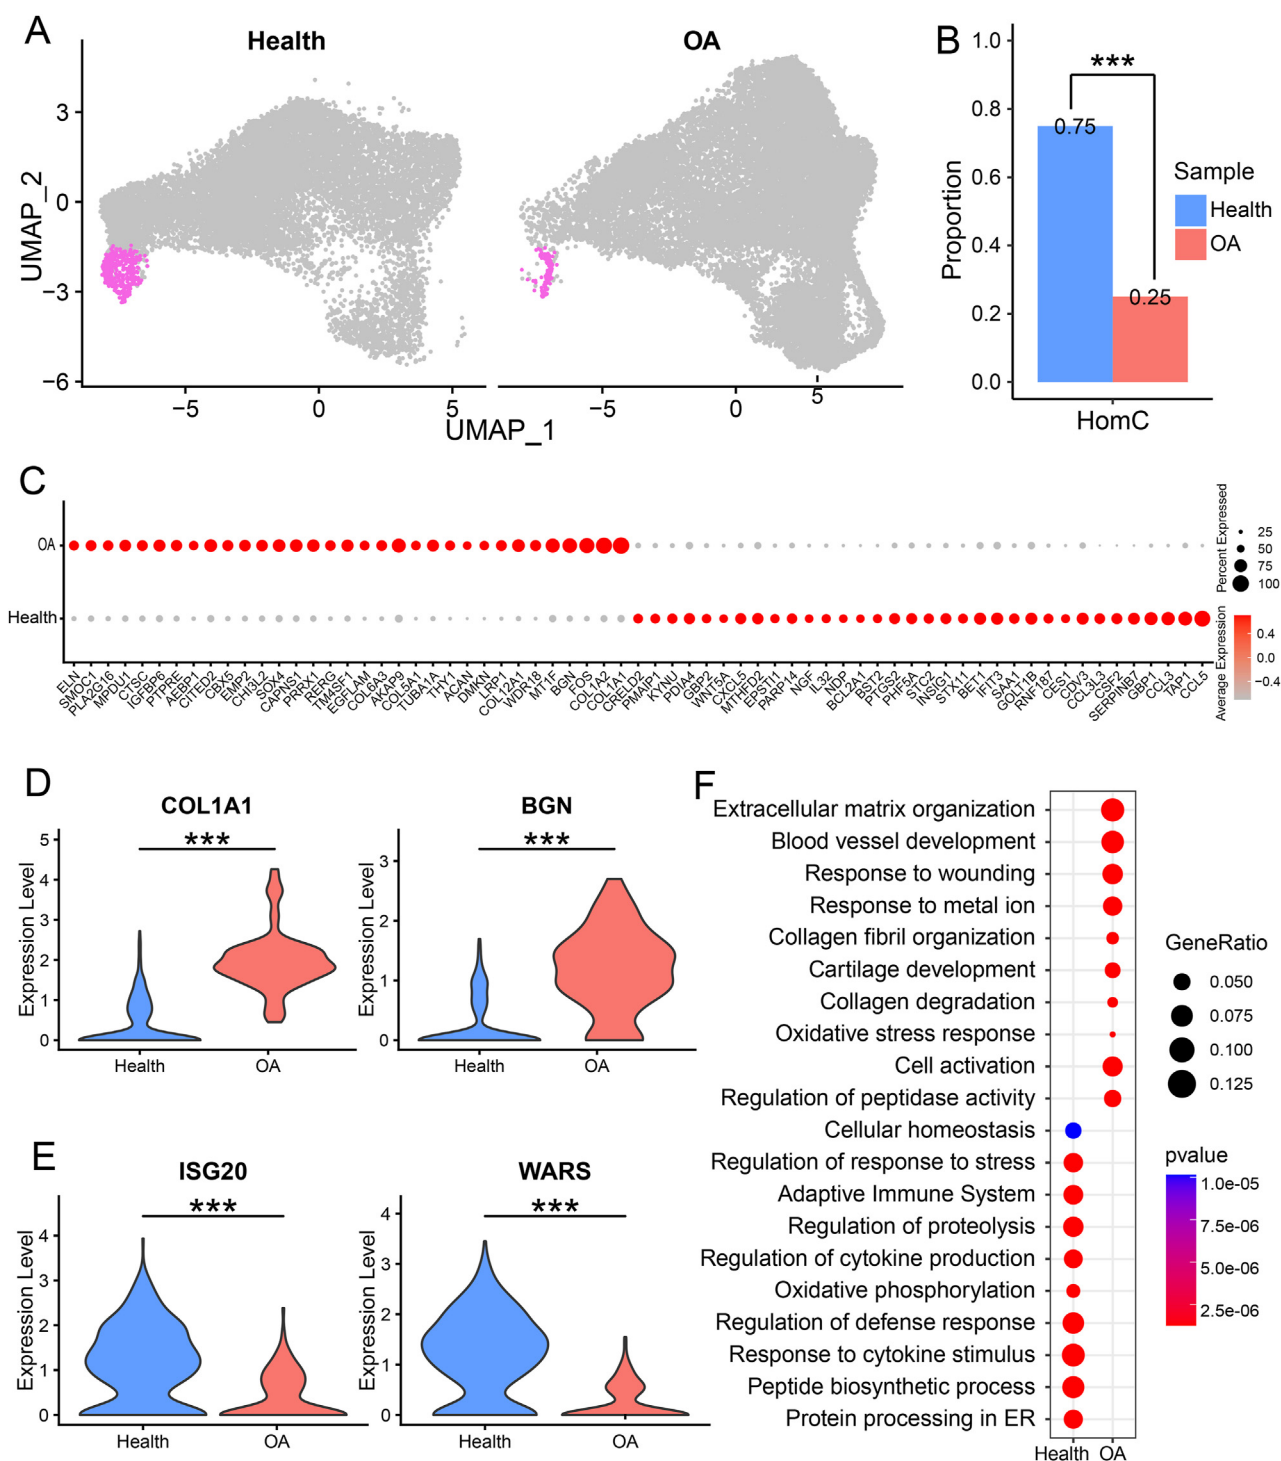 A
Health
OA
UMAP_2
3
0
−3
−6
−5
0
5
−5
0
5
UMAP_1
B
***
0.75
0.25
Proportion
1.0
0.8
0.6
0.4
0.2
0.0
HomC
Sample
Health
OA
C
OA
Health
ELN
SMOC1
PLA2G16
MPDU1
CTSC
IGFBP6
PTPRE
AEBP1
CITED2
CBX5
EMP2
CHI3L2
SOX4
CAPNS1
PRRX1
RERG
TM4SF1
EGFLAM
COL6A3
AKAP9
COL5A1
TUBA1A
THY1
ACAN
DMKN
LRP1
COL12A1
WDR18
MT1F
BGN
FOS
COL1A2
COL1A1
CRELD2
PMAIP1
KYNU
PDIA4
GBP2
WNT5A
CXCL5
MTHFD2
EPSTI1
PARP14
NGF
IL32
NDP
BCL2A1
BST2
PTGS2
PHF5A
STC2
INSIG1
STX11
BET1
IFIT3
SAA1
GOLT1B
RNF187
CES1
CDV3
CCL3L3
CSF2
SERPINB7
GBP1
CCL3
TAP1
CCL5
Percent Expressed
25
50
75
100
Average Expression
0.4
0.0
−0.4
D
COL1A1
***
Expression Level
5
4
3
2
1
0
Health
OA
BGN
***
Expression Level
3
2
1
0
Health
OA
E
ISG20
***
Expression Level
4
3
2
1
0
Health
OA
WARS
***
Expression Level
4
3
2
1
0
Health
OA
F
Extracellular matrix organization
Blood vessel development
Response to wounding
Response to metal ion
Collagen fibril organization
Cartilage development
Collagen degradation
Oxidative stress response
Cell activation
Regulation of peptidase activity
Cellular homeostasis
Regulation of response to stress
Adaptive Immune System
Regulation of proteolysis
Regulation of cytokine production
Oxidative phosphorylation
Regulation of defense response
Response to cytokine stimulus
Peptide biosynthetic process
Protein processing in ER
Health
OA
GeneRatio
0.050
0.075
0.100
0.125
pvalue
1.0e-05
7.5e-06
5.0e-06
2.5e-06